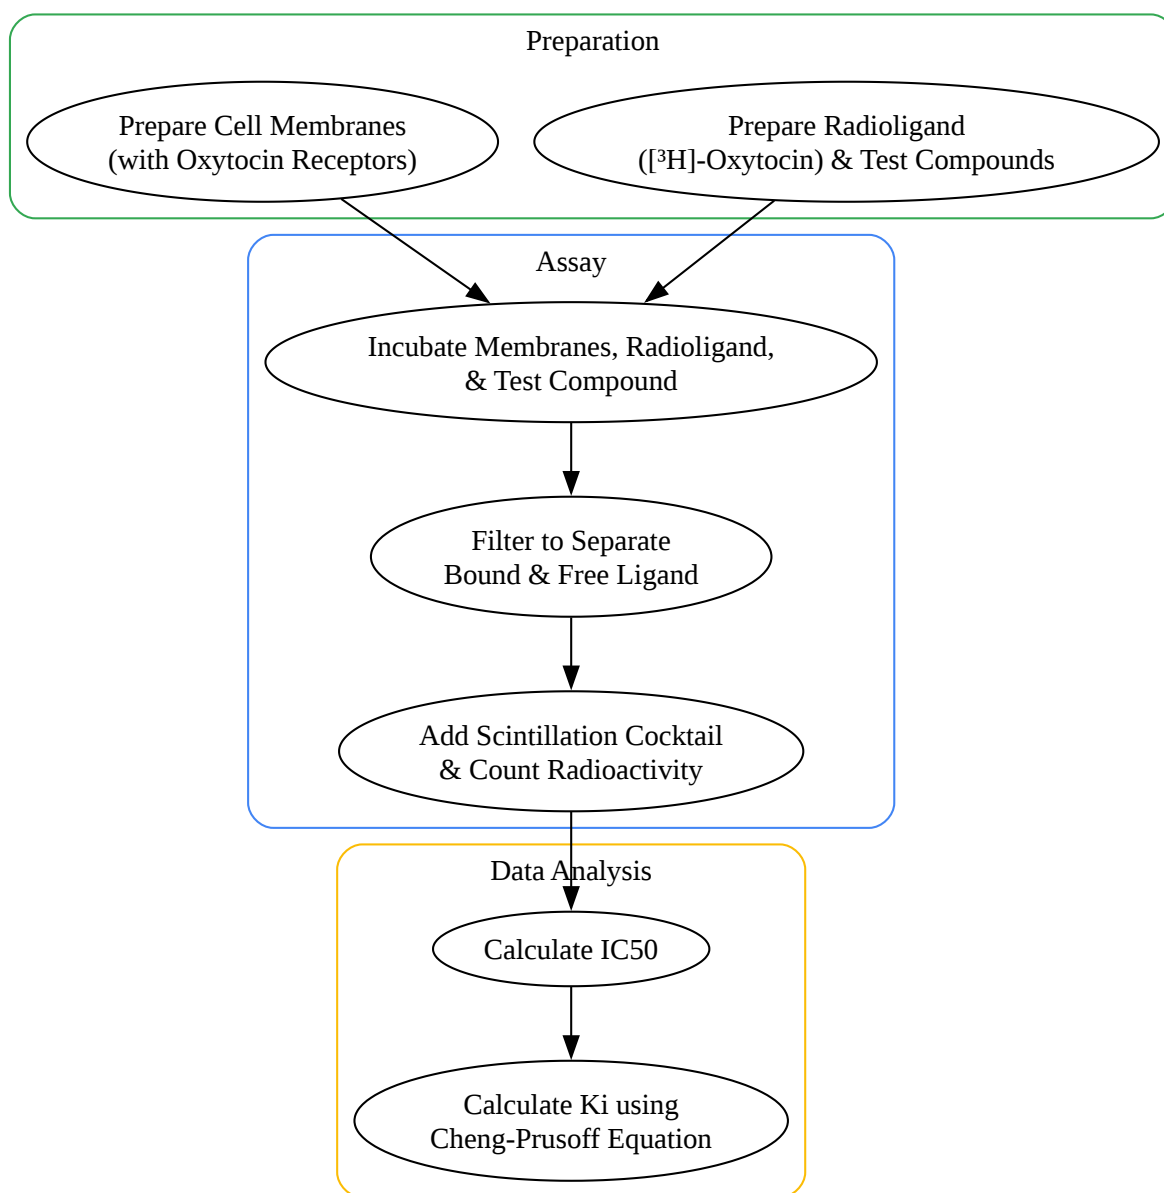 Preparation
Prepare Cell Membranes
(with Oxytocin Receptors)
Prepare Radioligand
([³H]-Oxytocin) & Test Compounds
Assay
Incubate Membranes, Radioligand,
& Test Compound
Filter to Separate
Bound & Free Ligand
Add Scintillation Cocktail
& Count Radioactivity
Data Analysis
Calculate IC50
Calculate Ki using
Cheng-Prusoff Equation